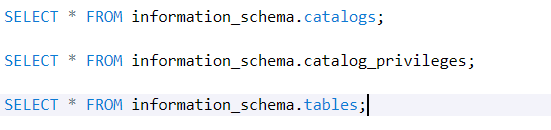 SELECT * FROM information_schema.catalogs;
SELECT * FROM information_schema.catalog_privileges;
SELECT * FROM information_schema.tables;